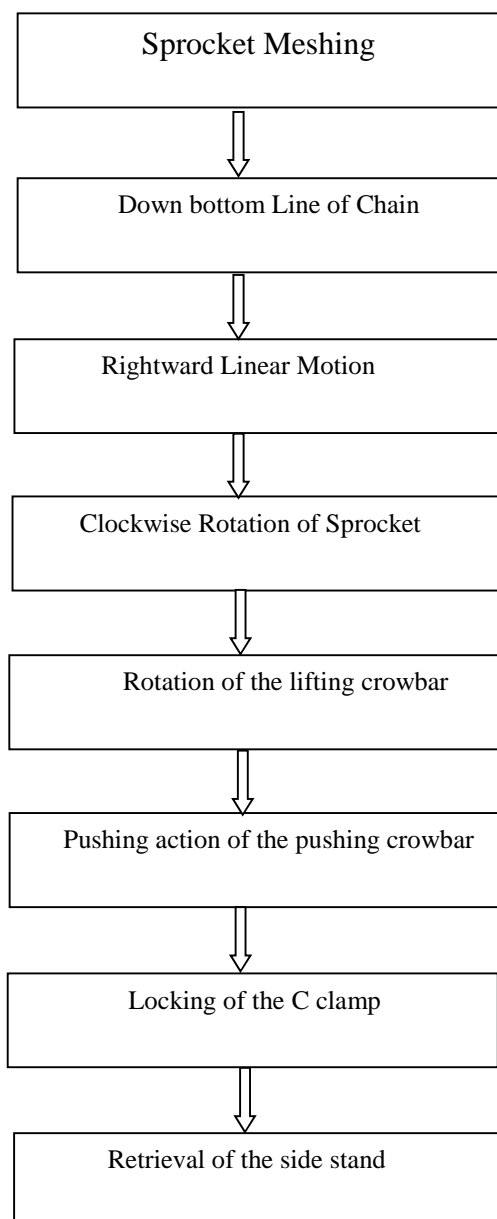 Sprocket Meshing
Down bottom Line of Chain
Rightward Linear Motion
Clockwise Rotation of Sprocket
Rotation of the lifting crowbar
Pushing action of the pushing crowbar
Locking of the C clamp
Retrieval of the side stand